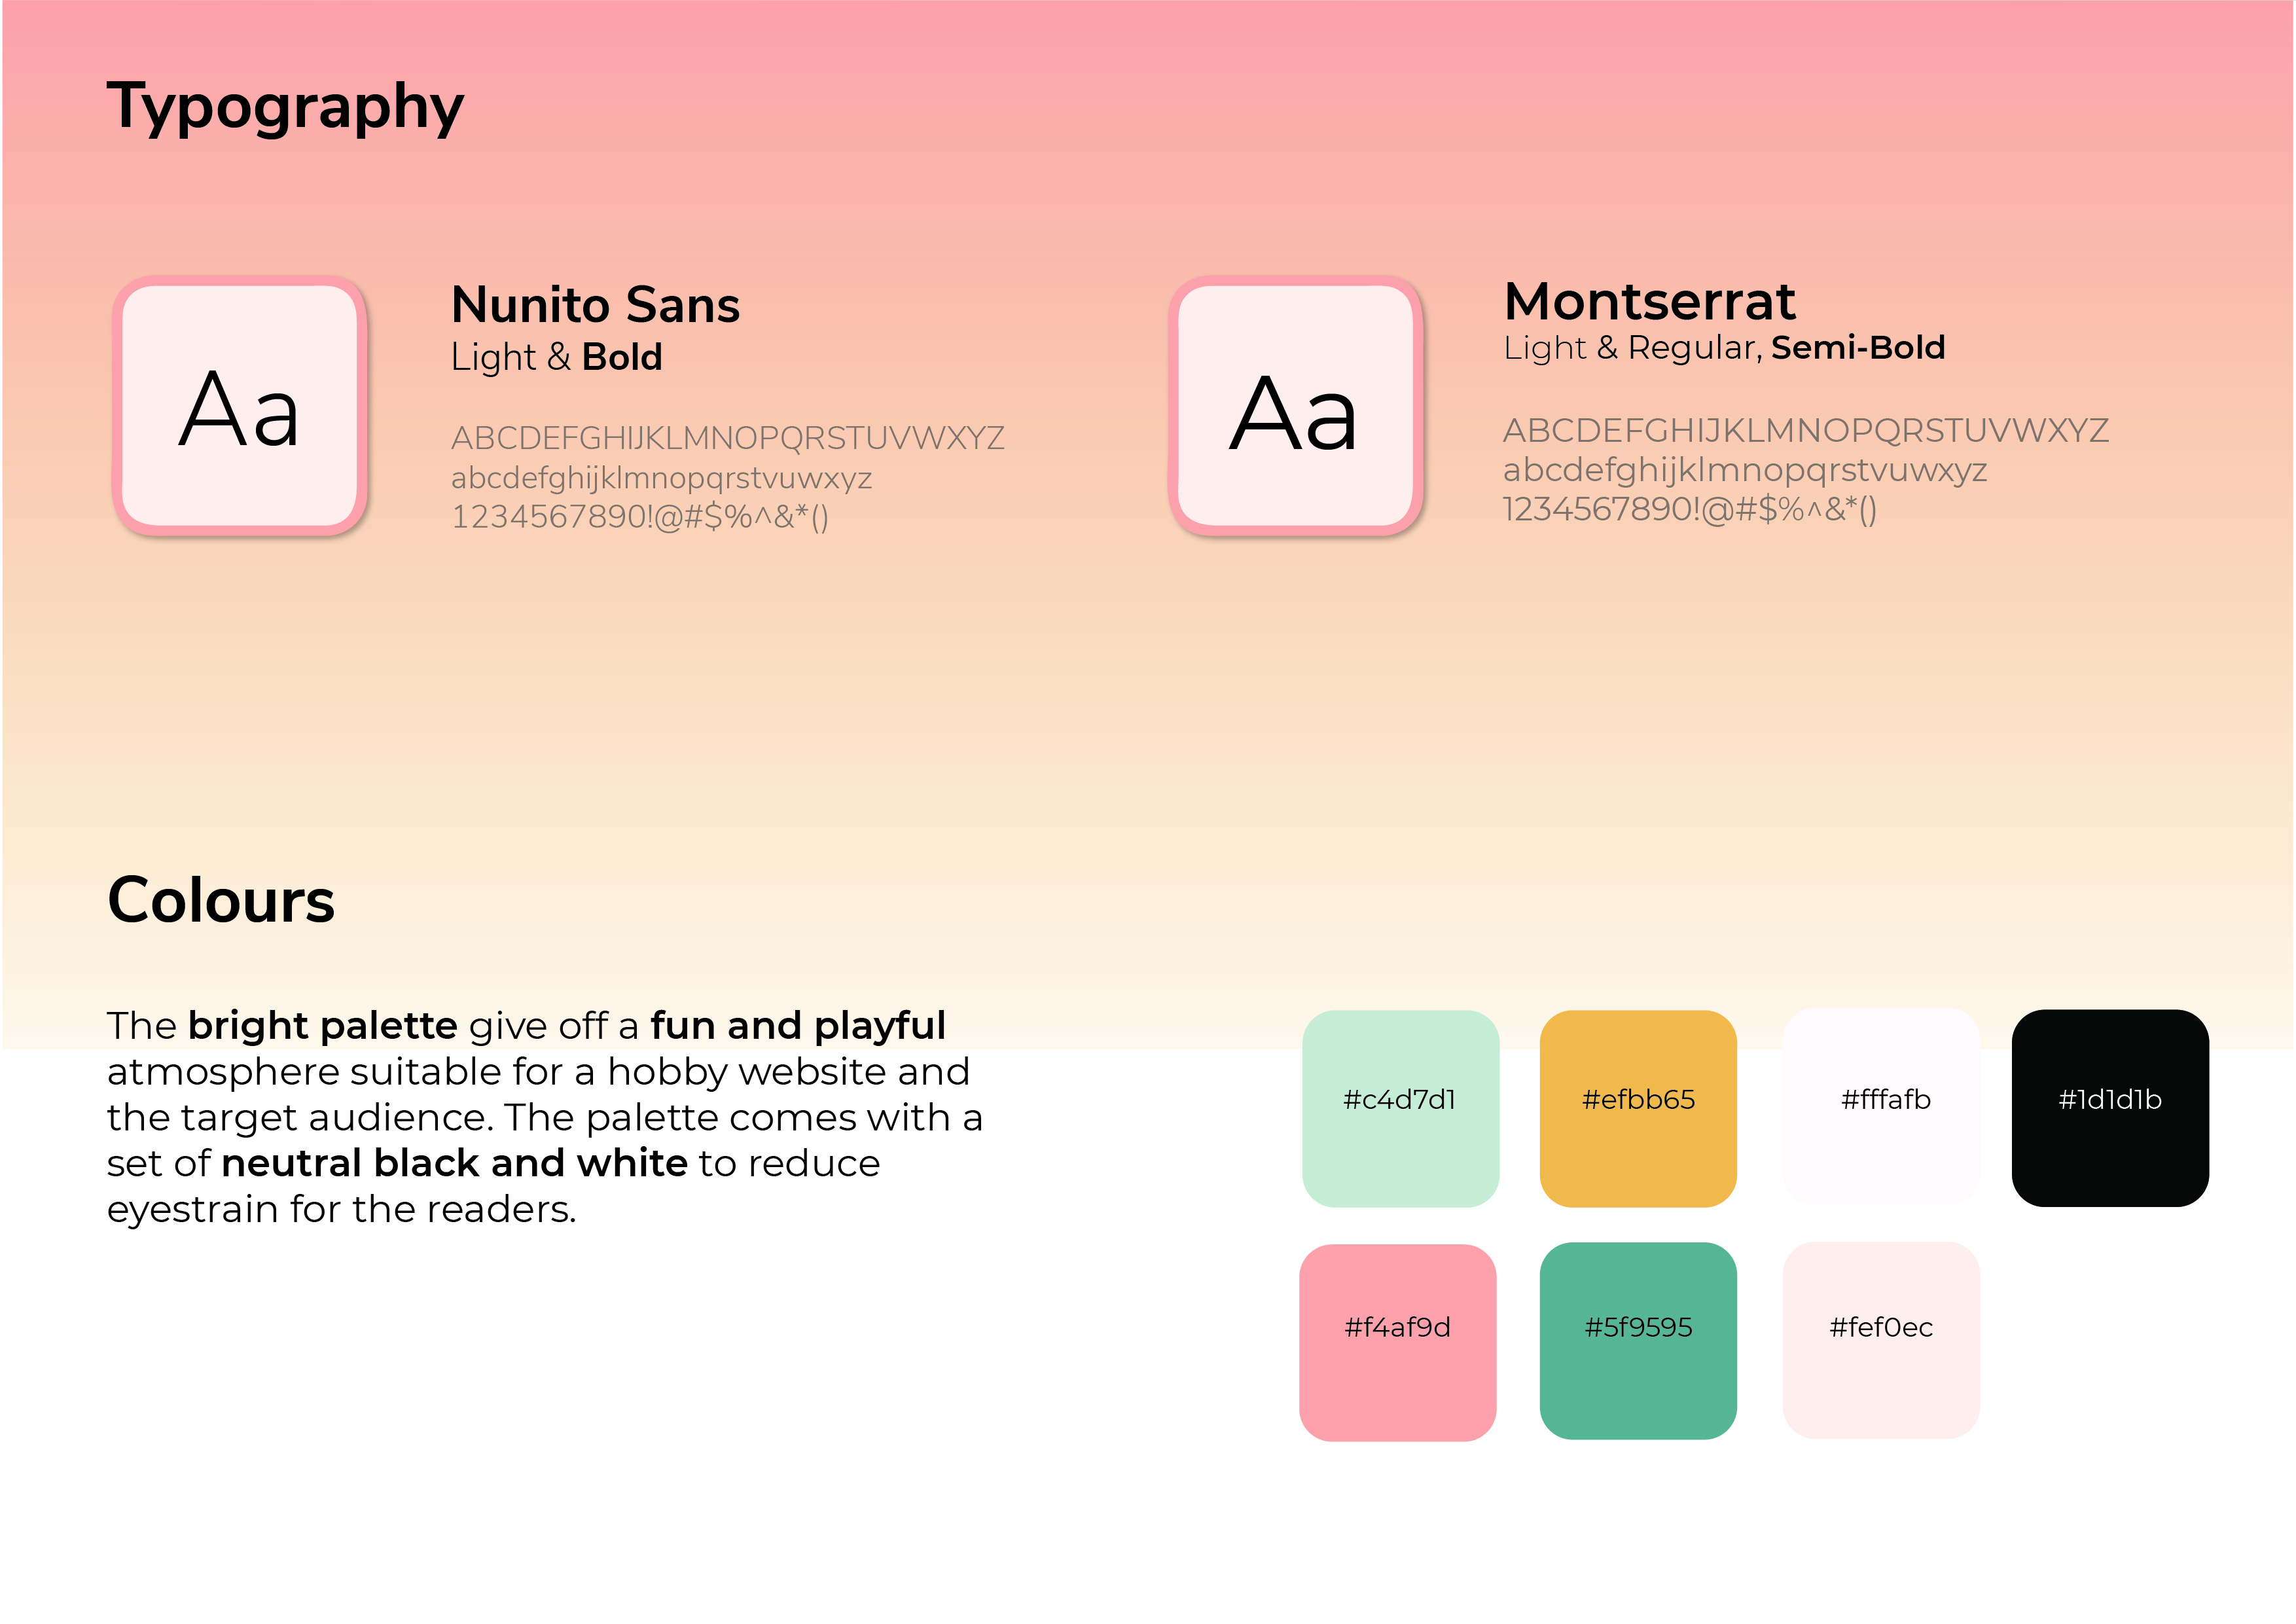 Typography
Aa
Nunito Sans
Light & Bold
ABCDEFGHIJKLMNOPQRSTUVWXYZ
abcdefghijklmnopqrstvuwxyz
1234567890!@#$%^&*()
Aa
Montserrat
Light & Regular, Semi-Bold
ABCDEFGHIJKLMNOPQRSTUVWXYZ
abcdefghijklmnopqrstvuwxyz
1234567890!@#$%^&*()
Colours
The bright palette give off a fun and playful
atmosphere suitable for a hobby website and
the target audience. The palette comes with a
set of neutral black and white to reduce
eyestrain for the readers.
#c4d7d1
#efbb65
#fffafb
#1d1d1b
#f4af9d
#5f9595
#fef0ec